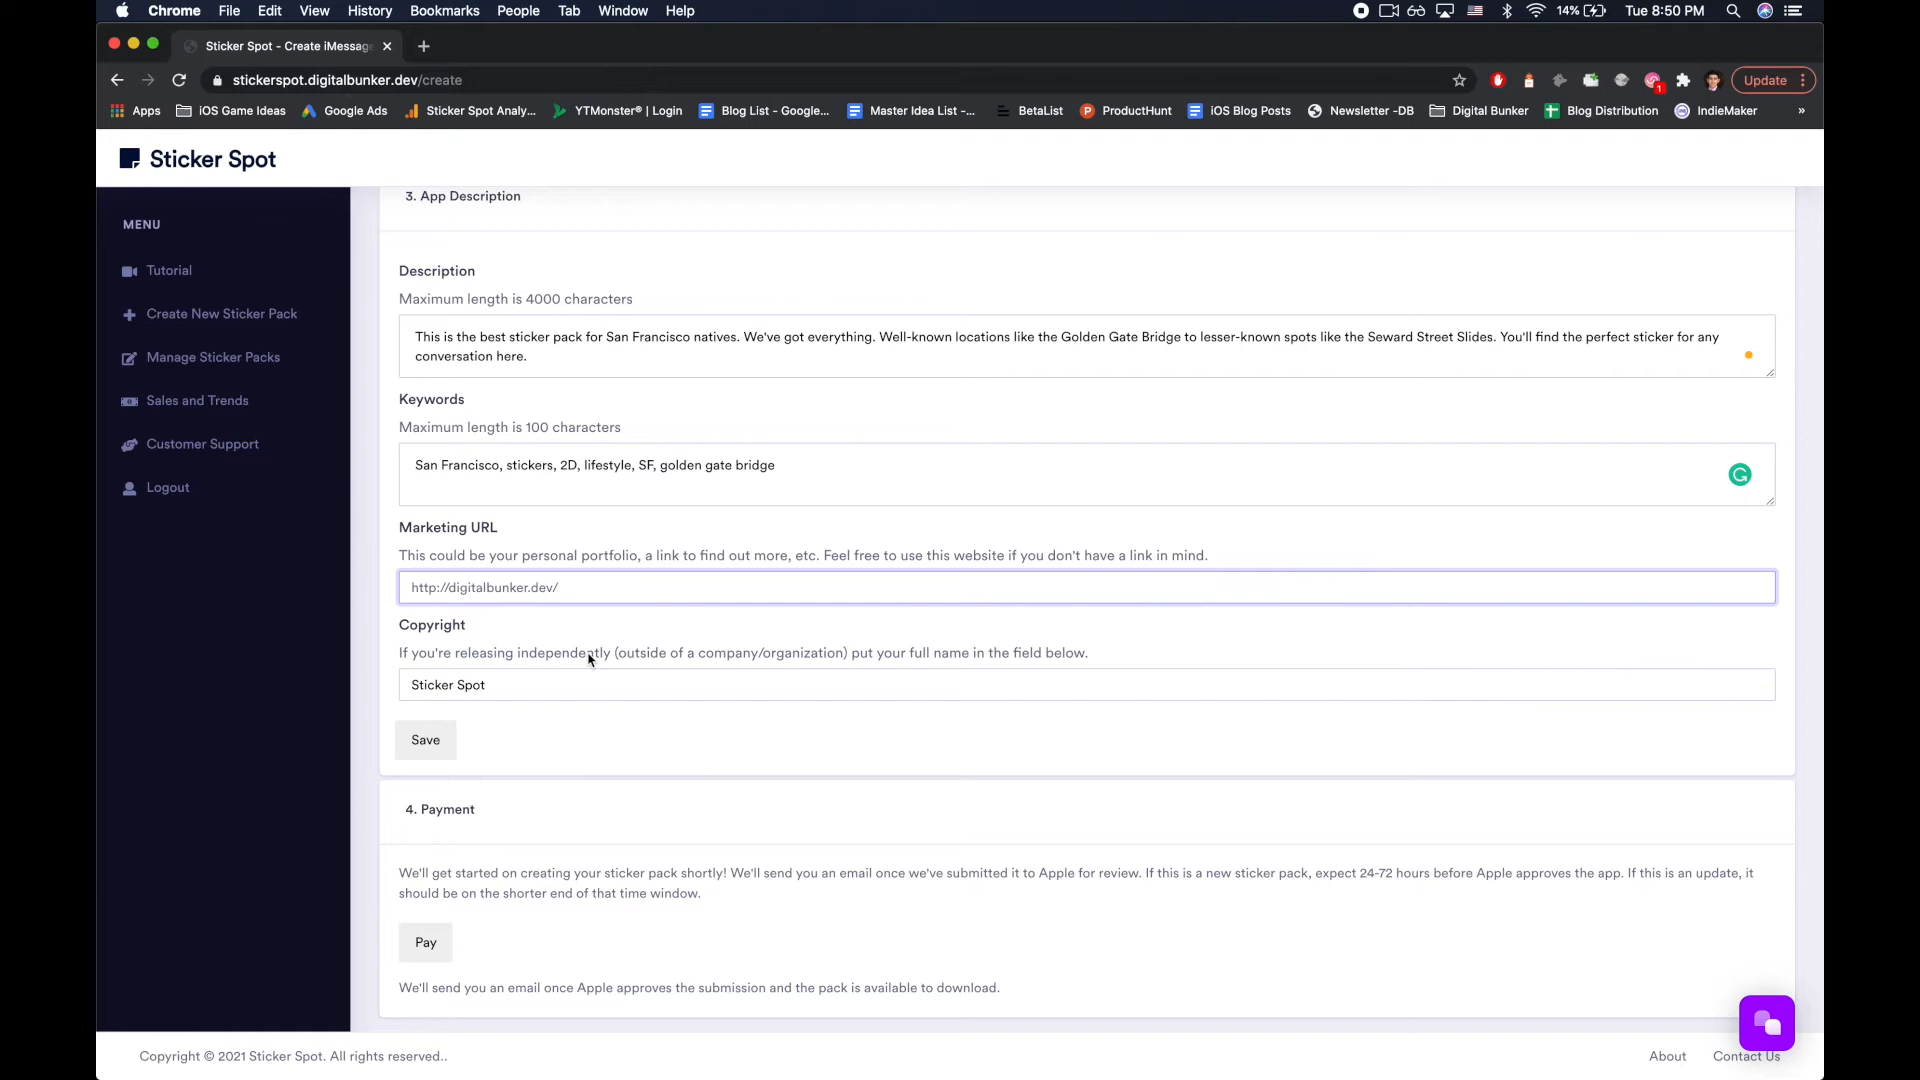 Chrome File Edit View History Bookmarks People Tab Window Help 14% Tue 8:50 PM
Sticker Spot - Create iMessag
stickerspot.digitalbunker.dev/create
Update
1
Apps iOS Game Ideas Google Ads Sticker Spot Analy... YTMonster® | Login Blog List - Google... Master Idea List -... BetaList ProductHunt iOS Blog Posts Newsletter -DB Digital Bunker Blog Distribution IndieMaker »
Sticker Spot
MENU
Tutorial
Create New Sticker Pack
Manage Sticker Packs
Sales and Trends
Customer Support
Logout
3. App Description
Description
Maximum length is 4000 characters
This is the best sticker pack for San Francisco natives. We've got everything. Well-known locations like the Golden Gate Bridge to lesser-known spots like the Seward Street Slides. You'll find the perfect sticker for any
conversation here.
Keywords
Maximum length is 100 characters
San Francisco, stickers, 2D, lifestyle, SF, golden gate bridge
Marketing URL
This could be your personal portfolio, a link to find out more, etc. Feel free to use this website if you don't have a link in mind.
http://digitalbunker.dev/
Copyright
If you're releasing independently (outside of a company/organization) put your full name in the field below.
Sticker Spot
Save
4. Payment
We'll get started on creating your sticker pack shortly! We'll send you an email once we've submitted it to Apple for review. If this is a new sticker pack, expect 24-72 hours before Apple approves the app. If this is an update, it
should be on the shorter end of that time window.
Pay
We'll send you an email once Apple approves the submission and the pack is available to download.
Copyright © 2021 Sticker Spot. All rights reserved..
About Contact Us